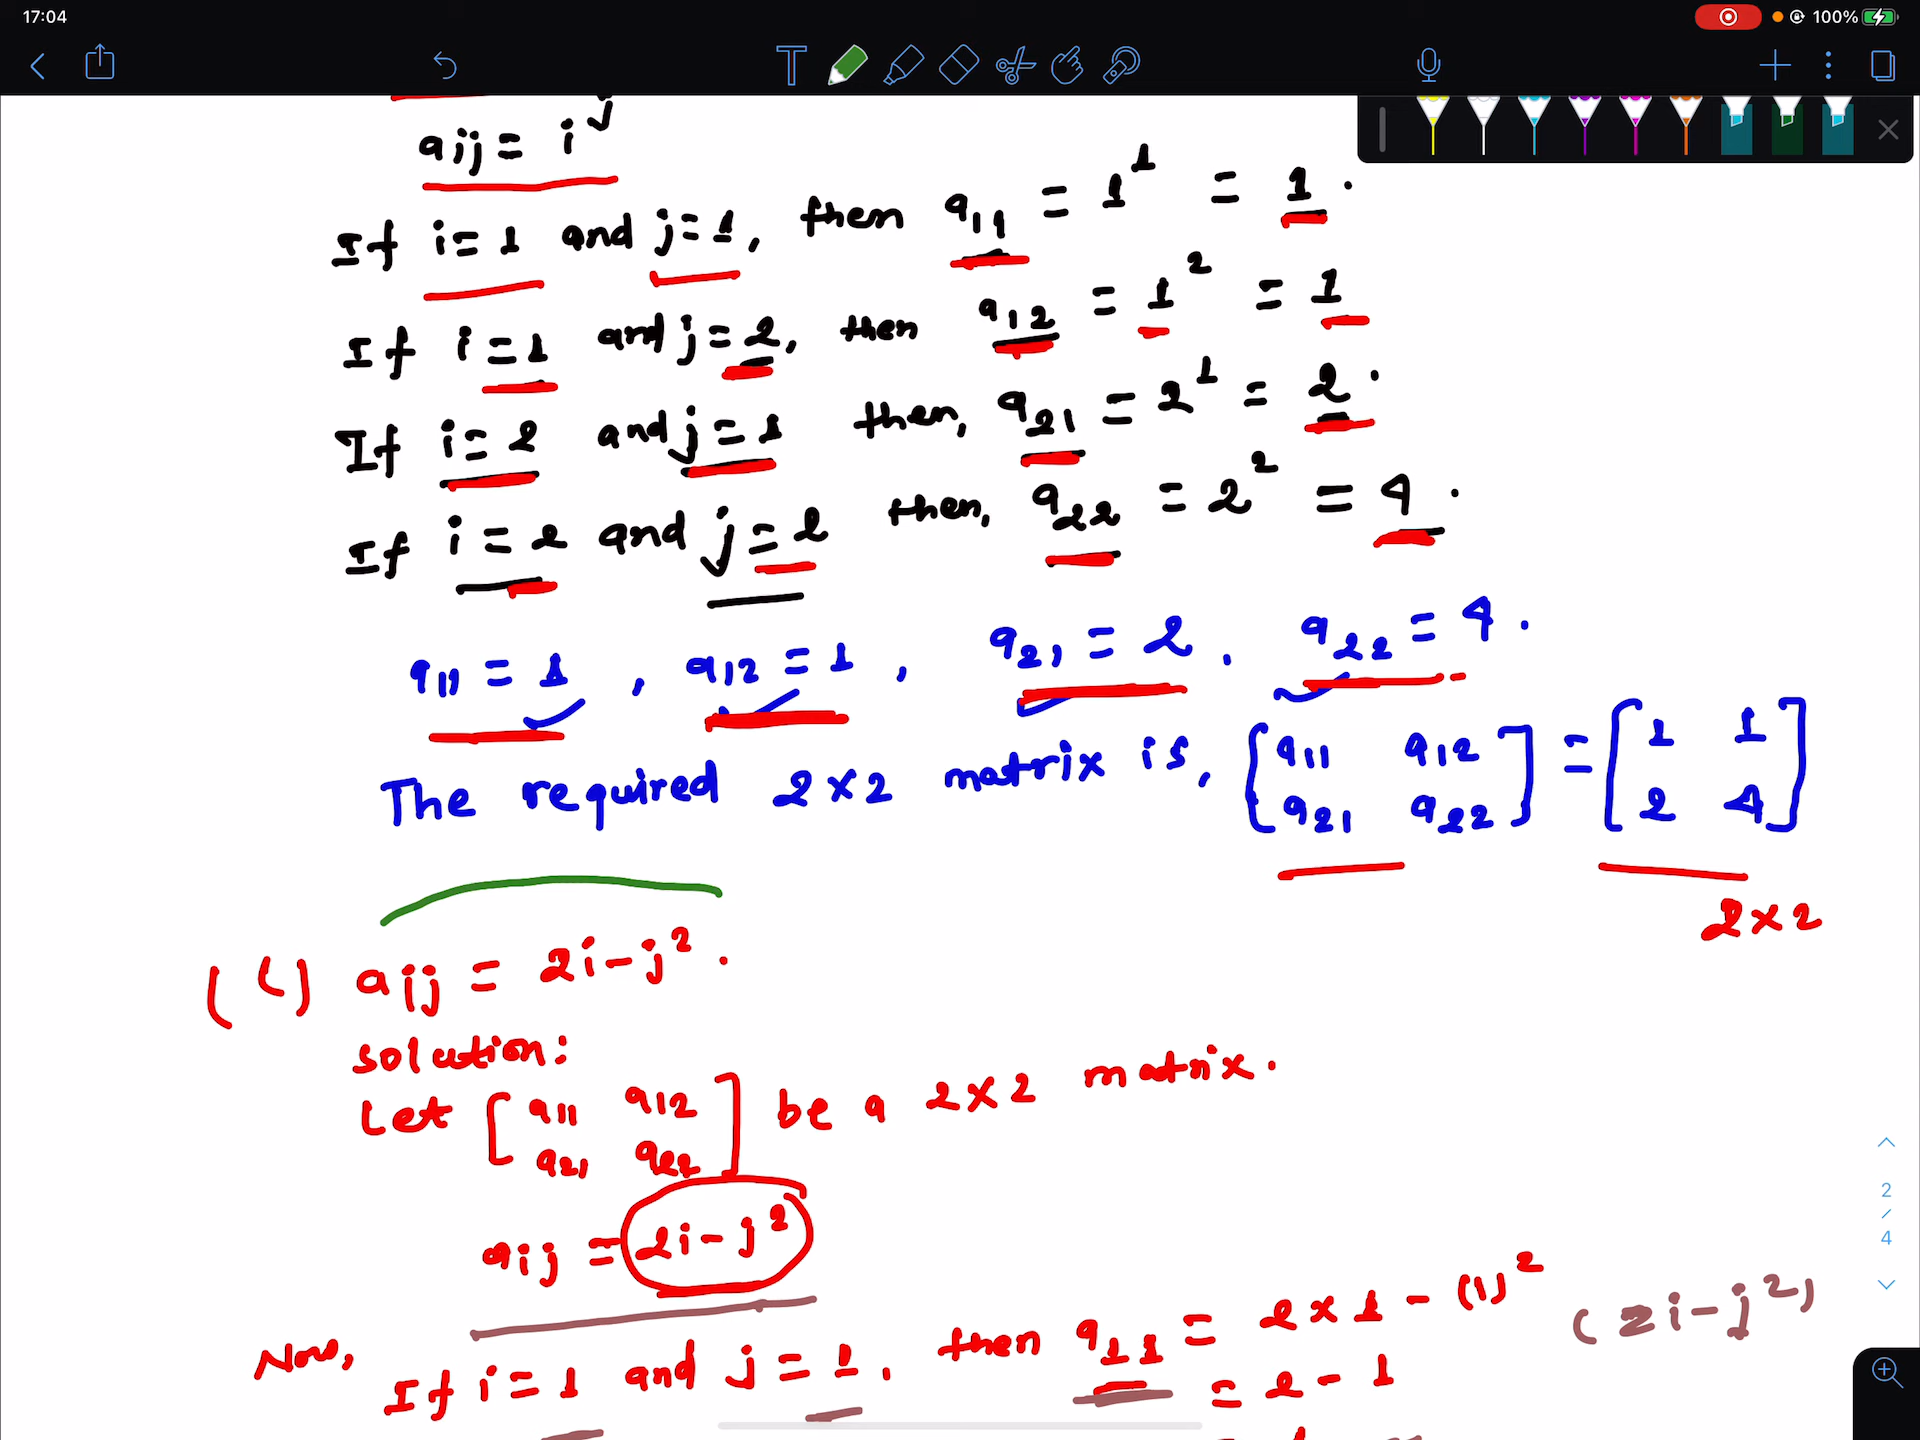 17:04
100%
aij = i^j
If i=1 and j=1, then a11 = 1^1 = 1.
If i=1 and j=2, then a12 = 1^2 = 1
If i=2 and j=1 then, a21 = 2^1 = 2.
If i=2 and j=2 then, a22 = 2^2 = 4.
a11 = 1, a12 = 1, a21 = 2, a22 = 4.
The required 2×2 matrix is, [a11 a12 = [1 1
a21 a22] 2 4]
2×2
(c) aij = 2i-j².
solution:
Let [a11 a12 be a 2×2 matrix.
a21 a22]
aij = 2i-j²
Now,
If i=1 and j=1, then a11 = 2×1-(1)² (2i-j²)
= 2-1
2
/
4